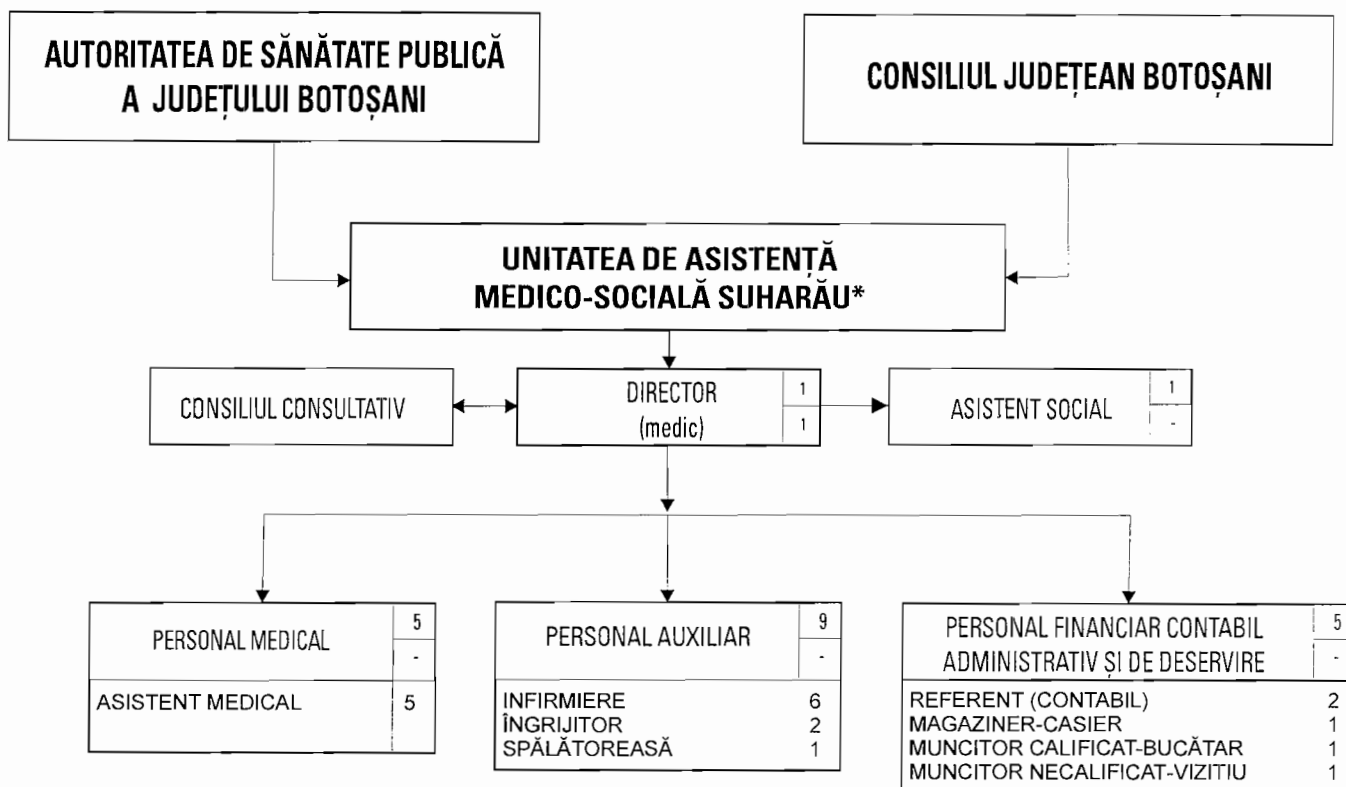 AUTORITATEA DE SĂNĂTATE PUBLICĂ
A JUDEȚULUI BOTOȘANI
CONSILIUL JUDEȚEAN BOTOȘANI
UNITATEA DE ASISTENȚĂ
MEDICO-SOCIALĂ SUHARĂU*
CONSILIUL CONSULTATIV
DIRECTOR 1
(medic) 1
ASISTENT SOCIAL 1
-
PERSONAL MEDICAL 5
-
ASISTENT MEDICAL 5
PERSONAL AUXILIAR 9
-
INFIRMIERE 6
ÎNGRIJITOR 2
SPĂLĂTOREASĂ 1
PERSONAL FINANCIAR CONTABIL 5
ADMINISTRATIV ȘI DE DESERVIRE -
REFERENT (CONTABIL) 2
MAGAZINER-CASIER 1
MUNCITOR CALIFICAT-BUCĂTAR 1
MUNCITOR NECALIFICAT-VIZITIU 1